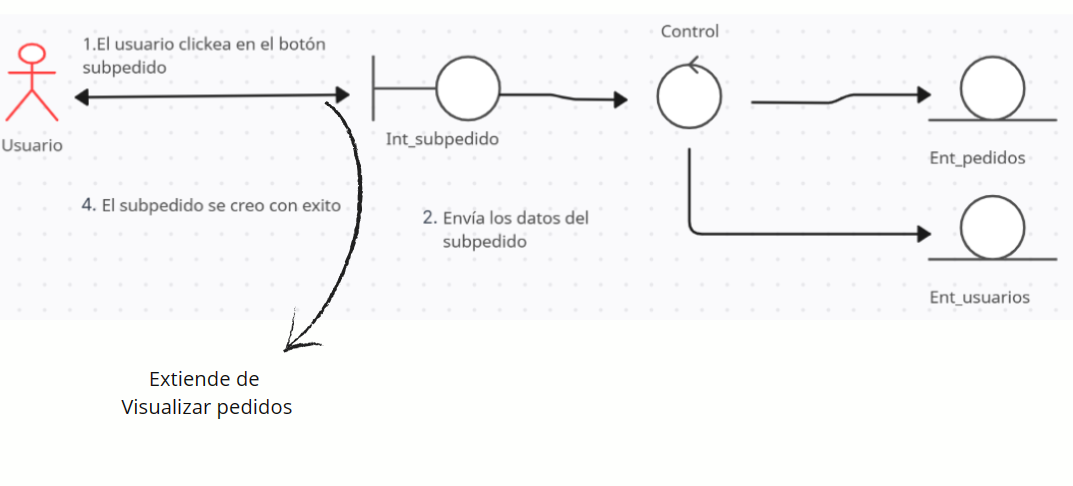 Control
1.El usuario clickea en el botón
subpedido
Int_subpedido
Usuario
Ent_pedidos
4. El subpedido se creo con exito
2. Envía los datos del
subpedido
Ent_usuarios
Extiende de
Visualizar pedidos